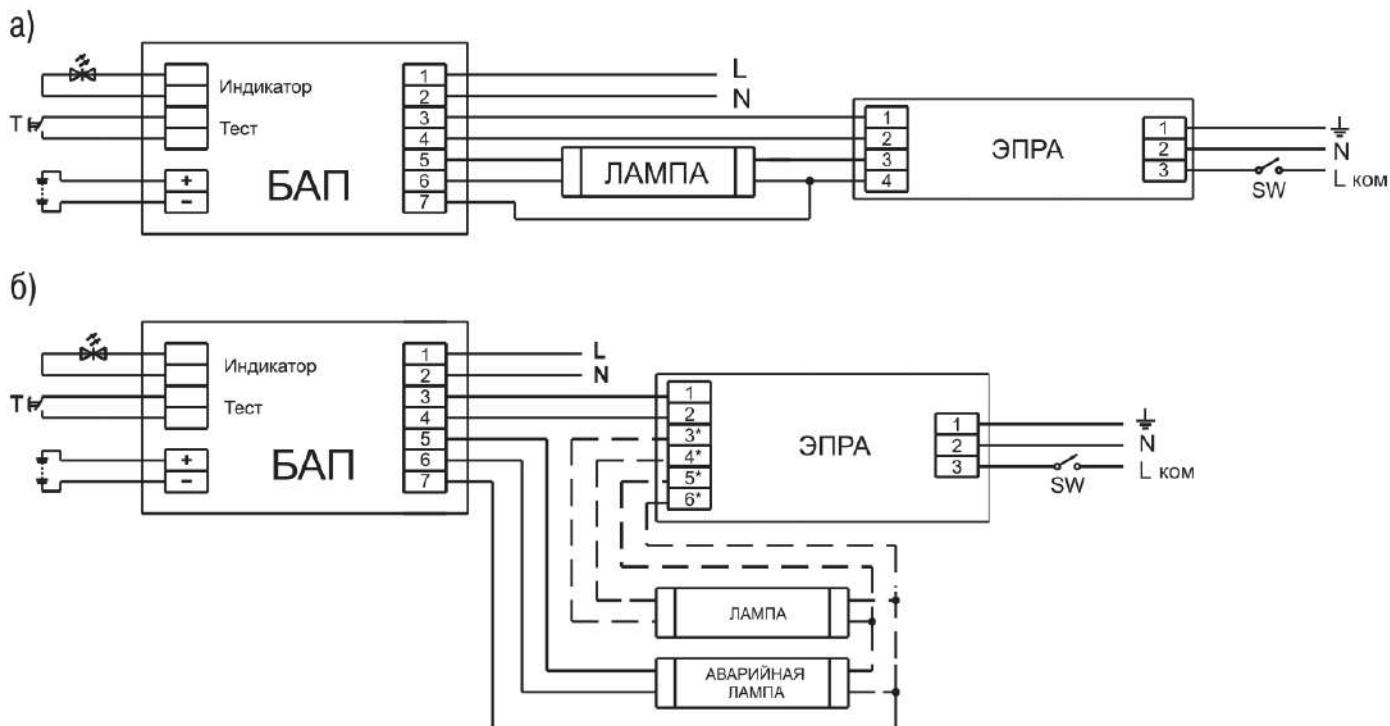 а)
Индикатор
Т
Тест
+
−
БАП
1
2
3
4
5
6
7
L
N
ЛАМПА
1
2
3
4
ЭПРА
1
2
3
N
L ком
SW
б)
Индикатор
Т
Тест
+
−
БАП
1
2
3
4
5
6
7
L
N
1
2
3*
4*
5*
6*
ЭПРА
1
2
3
N
L ком
SW
ЛАМПА
АВАРИЙНАЯ
ЛАМПА